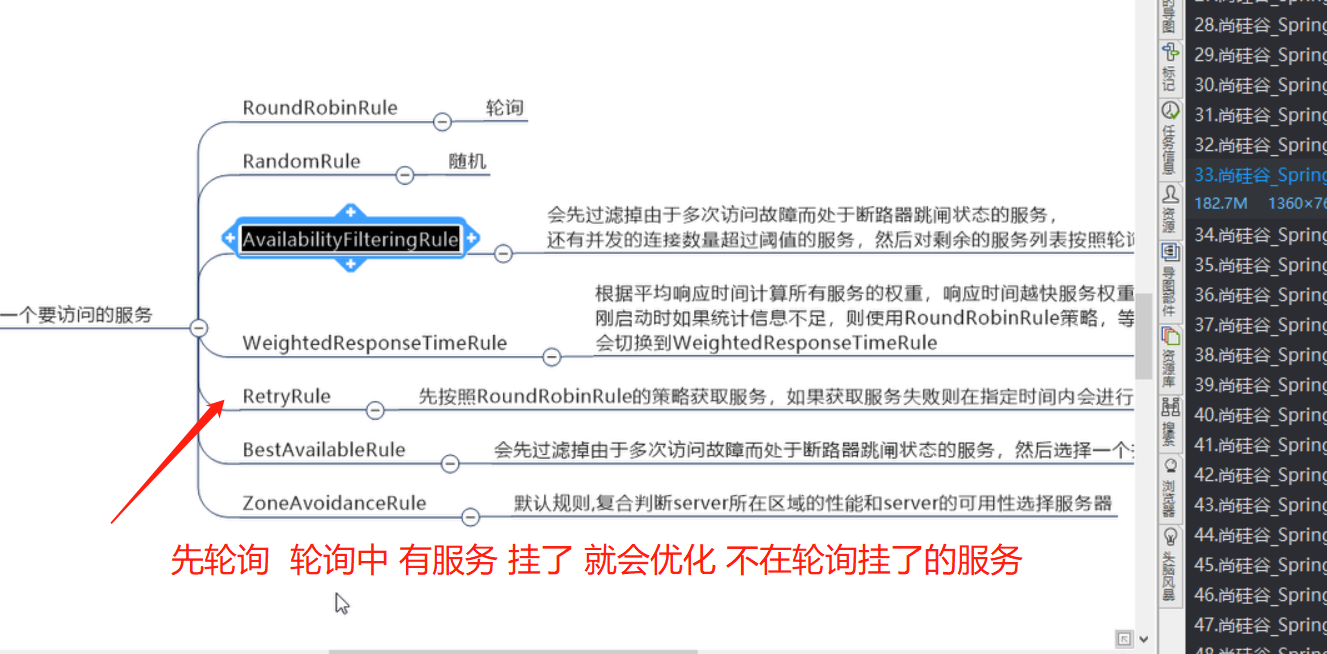 一个要访问的服务
RoundRobinRule
轮询
RandomRule
随机
AvailabilityFilteringRule
会先过滤掉由于多次访问故障而处于断路器跳闸状态的服务，
还有并发的连接数量超过阈值的服务，然后对剩余的服务列表按照轮
WeightedResponseTimeRule
根据平均响应时间计算所有服务的权重，响应时间越快服务权重
刚启动时如果统计信息不足，则使用RoundRobinRule策略，等
会切换到WeightedResponseTimeRule
RetryRule
先按照RoundRobinRule的策略获取服务，如果获取服务失败则在指定时间内会进行
BestAvailableRule
会先过滤掉由于多次访问故障而处于断路器跳闸状态的服务，然后选择一个
ZoneAvoidanceRule
默认规则,复合判断server所在区域的性能和server的可用性选择服务器
先轮询 轮询中 有服务 挂了 就会优化 不在轮询挂了的服务
的导图
标记
任务信息
资源
导图部件
资源库
搜索
浏览器
头脑风暴
28.尚硅谷_Spring
29.尚硅谷_Spring
30.尚硅谷_Spring
31.尚硅谷_Spring
32.尚硅谷_Spring
33.尚硅谷_Spring
182.7M 1360×76
34.尚硅谷_Spring
35.尚硅谷_Spring
36.尚硅谷_Spring
37.尚硅谷_Spring
38.尚硅谷_Spring
39.尚硅谷_Spring
40.尚硅谷_Spring
41.尚硅谷_Spring
42.尚硅谷_Spring
43.尚硅谷_Spring
44.尚硅谷_Spring
45.尚硅谷_Spring
46.尚硅谷_Spring
47.尚硅谷_Spring